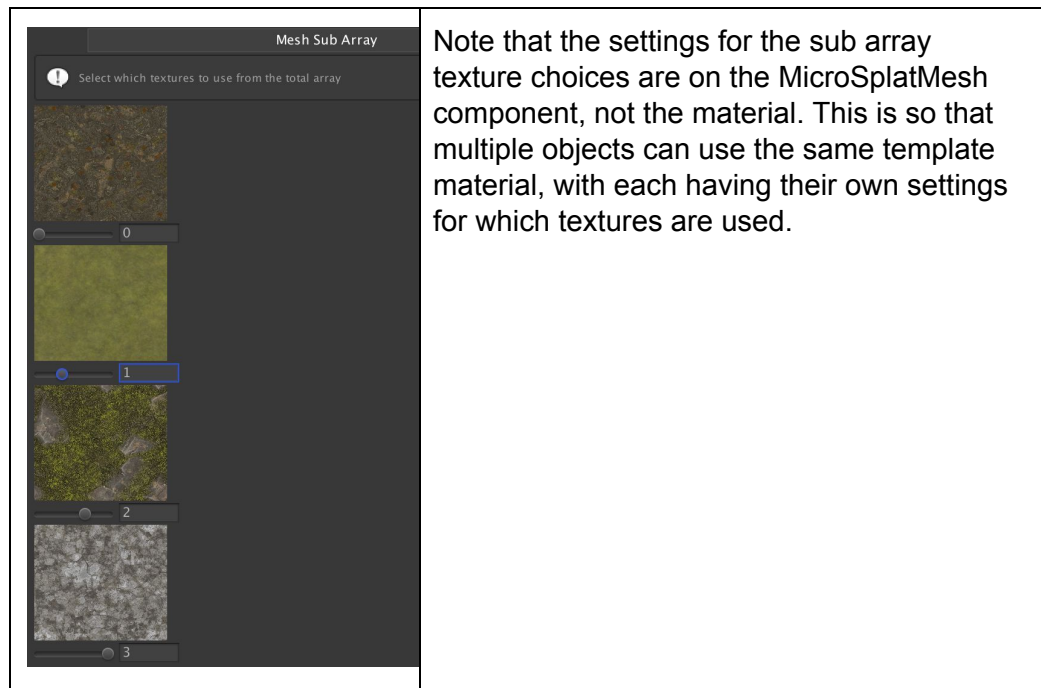 Mesh Sub Array
Select which textures to use from the total array
0
1
2
3
Note that the settings for the sub array
texture choices are on the MicroSplatMesh
component, not the material. This is so that
multiple objects can use the same template
material, with each having their own settings
for which textures are used.